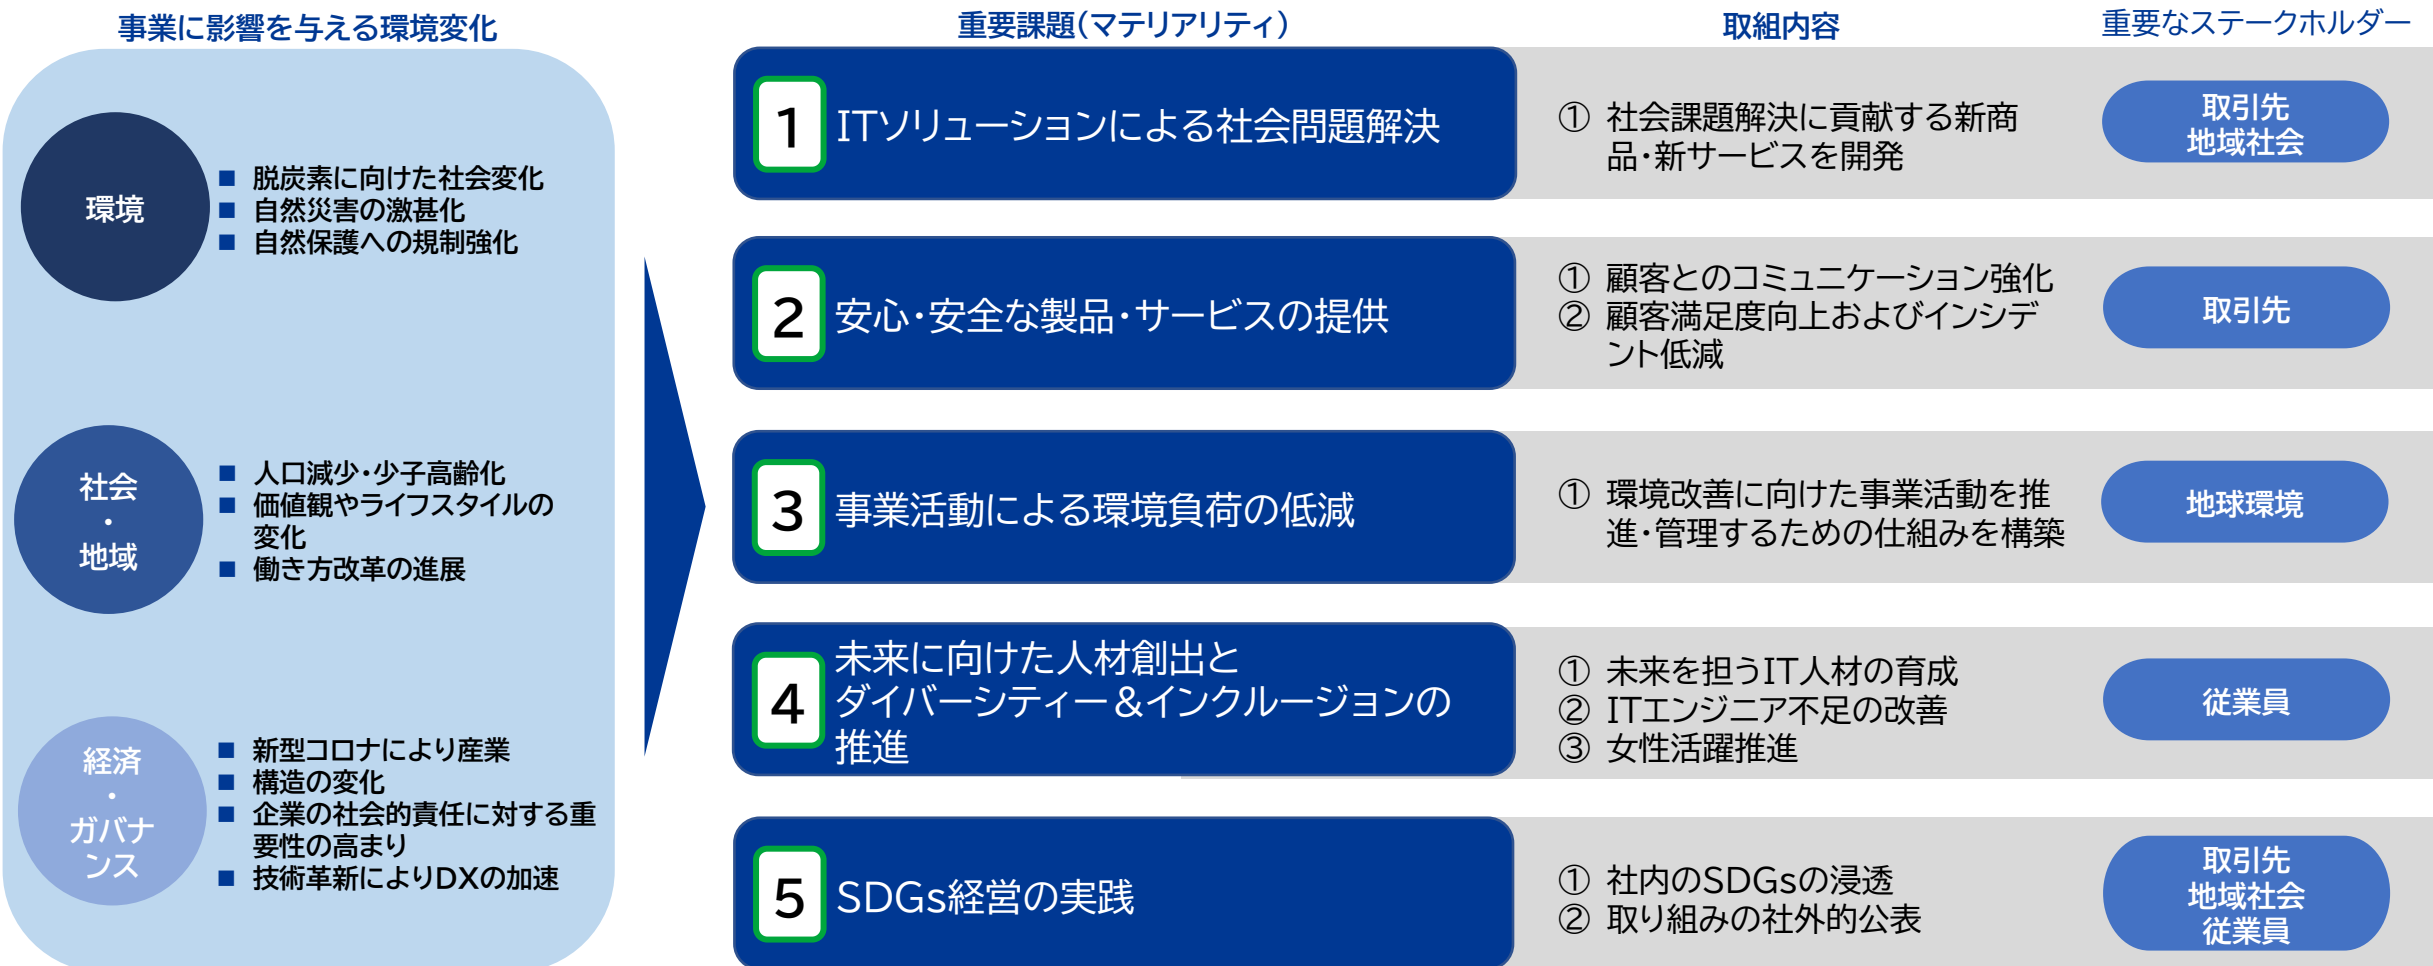 事業に影響を与える環境変化
環境
■ 脱炭素に向けた社会変化
■ 自然災害の激甚化
■ 自然保護への規制強化
社会
・
地域
■ 人口減少・少子高齢化
■ 価値観やライフスタイルの
変化
■ 働き方改革の進展
経済
・
ガバナ
ンス
■ 新型コロナにより産業
■ 構造の変化
■ 企業の社会的責任に対する重
要性の高まり
■ 技術革新によりDXの加速
重要課題（マテリアリティ）
取組内容
重要なステークホルダー
1
ITソリューションによる社会問題解決
① 社会課題解決に貢献する新商
品・新サービスを開発
取引先
地域社会
2
安心・安全な製品・サービスの提供
① 顧客とのコミュニケーション強化
② 顧客満足度向上およびインシデ
ント低減
取引先
3
事業活動による環境負荷の低減
① 環境改善に向けた事業活動を推
進・管理するための仕組みを構築
地球環境
4
未来に向けた人材創出と
ダイバーシティー＆インクルージョンの
推進
① 未来を担うIT人材の育成
② ITエンジニア不足の改善
③ 女性活躍推進
従業員
5
SDGs経営の実践
① 社内のSDGsの浸透
② 取り組みの社外的公表
取引先
地域社会
従業員